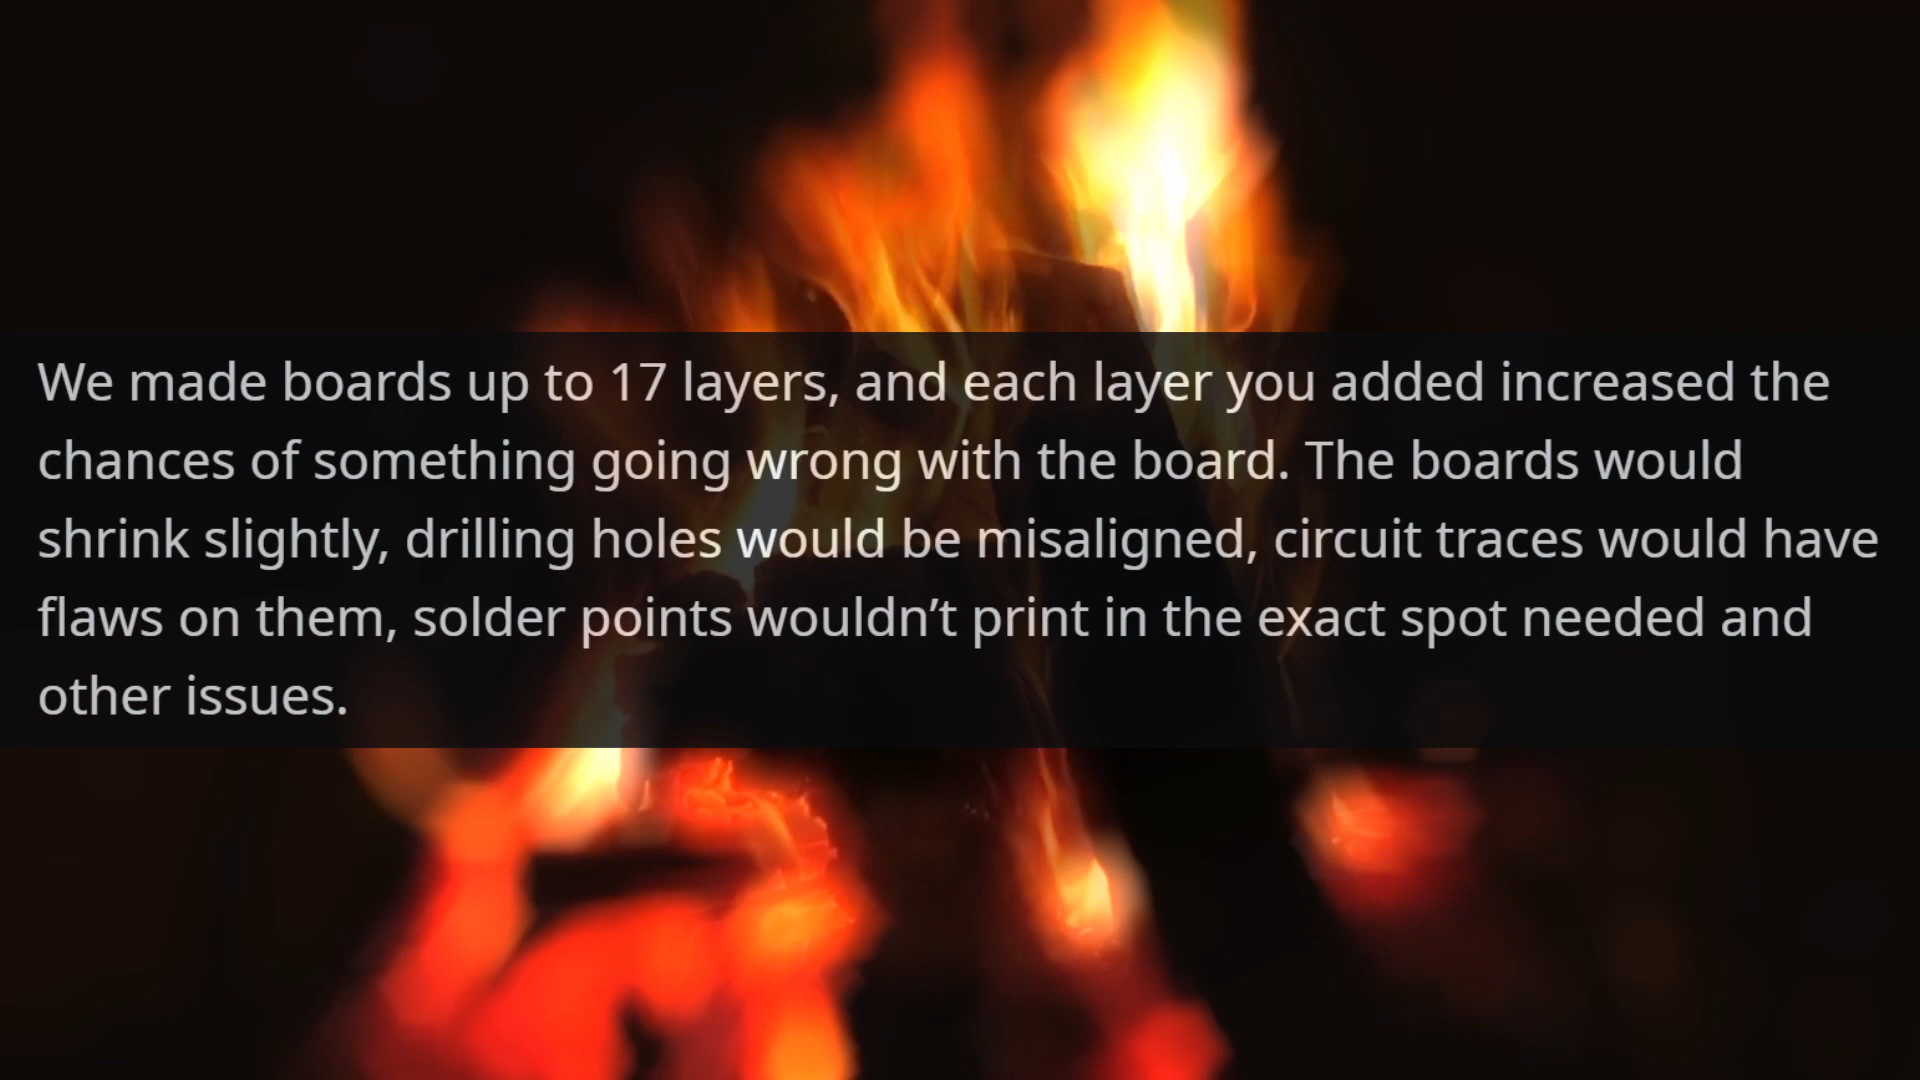 We made boards up to 17 layers, and each layer you added increased the
chances of something going wrong with the board. The boards would
shrink slightly, drilling holes would be misaligned, circuit traces would have
flaws on them, solder points wouldn’t print in the exact spot needed and
other issues.